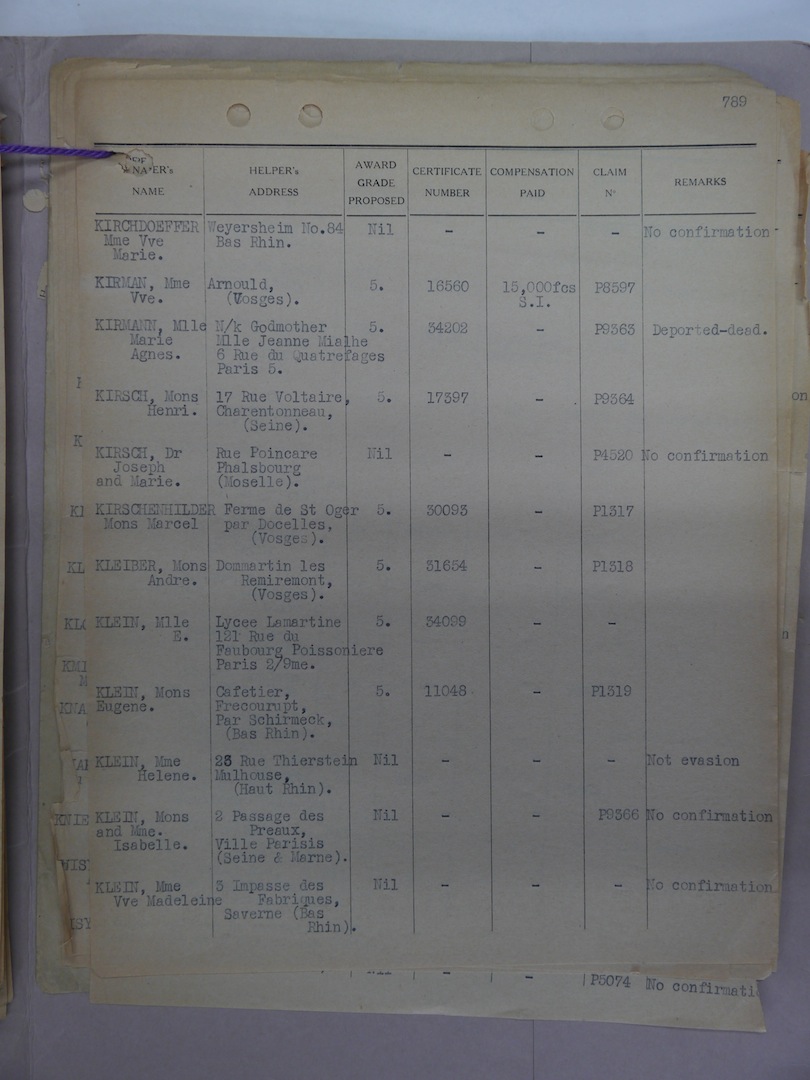 789
HELPER's NAME
HELPER's ADDRESS
AWARD GRADE PROPOSED
CERTIFICATE NUMBER
COMPENSATION PAID
CLAIM Nº
REMARKS
KIRCHDOEFFER Weyersheim No.84 Nil - - - No confirmation
Mme Vve Bas Rhin.
Marie.
KIRMAN, Mme Arnould, 5. 16560 15,000fcs P8597
Vve. (Vosges). S.I.
KIRMANN, Mlle N/k Godmother 5. 34202 - P9363 Deported-dead.
Marie Mlle Jeanne Mialhe
Agnes. 6 Rue du Quatrefages
Paris 5.
KIRSCH, Mons 17 Rue Voltaire, 5. 17397 - P9364
Henri. Charentonneau,
(Seine).
KIRSCH, Dr Rue Poincare Nil - - P4520 No confirmation
Joseph Phalsbourg
and Marie. (Moselle).
KIRSCHENHILDER Ferme de St Oger 5. 30093 - P1317
Mons Marcel par Docelles,
(Vosges).
KLEIBER, Mons Dommartin les 5. 31654 - P1318
Andre. Remiremont,
(Vosges).
KLEIN, Mlle Lycee Lamartine 5. 34099 - -
E. 121 Rue du
Faubourg Poissoniere
Paris 2/9me.
KLEIN, Mons Cafetier, 5. 11048 - P1319
Eugene. Frecourupt,
Par Schirmeck,
(Bas Rhin).
KLEIN, Mme 23 Rue Thierstein Nil - - - Not evasion
Helene. Mulhouse,
(Haut Rhin).
KLEIN, Mons 2 Passage des Nil - - P9366 No confirmation
and Mme. Preaux,
Isabelle. Ville Parisis
(Seine & Marne).
KLEIN, Mme 3 Impasse des Nil - - - No confirmation
Vve Madeleine Fabriques,
Saverne (Bas
Rhin).
- - P5074 No confirmati